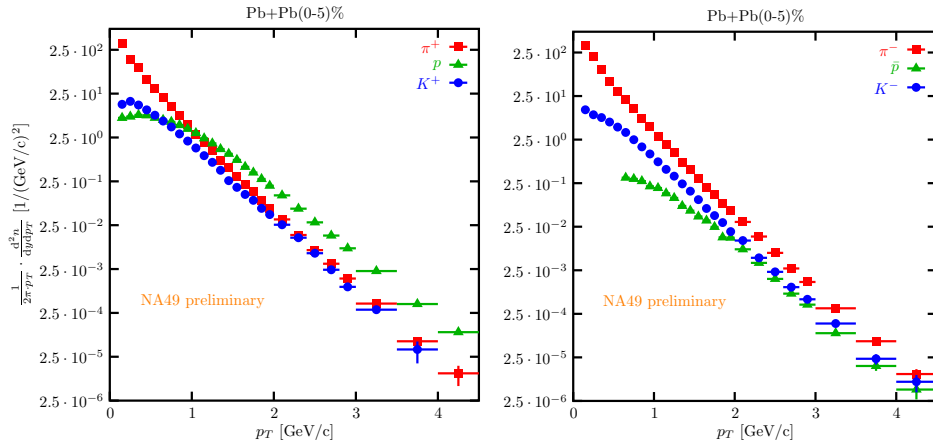 Pb+Pb(0-5)%
π⁺
p
K⁺
2.5 · 10²
2.5 · 10¹
2.5 · 10⁰
2.5 · 10⁻¹
2.5 · 10⁻²
2.5 · 10⁻³
2.5 · 10⁻⁴
2.5 · 10⁻⁵
2.5 · 10⁻⁶
1/(2π·p_T) · d²n/(dydp_T) [1/(GeV/c)²]
NA49 preliminary
0 1 2 3 4
p_T [GeV/c]
Pb+Pb(0-5)%
π⁻
p̄
K⁻
2.5 · 10²
2.5 · 10¹
2.5 · 10⁰
2.5 · 10⁻¹
2.5 · 10⁻²
2.5 · 10⁻³
2.5 · 10⁻⁴
2.5 · 10⁻⁵
2.5 · 10⁻⁶
NA49 preliminary
0 1 2 3 4
p_T [GeV/c]